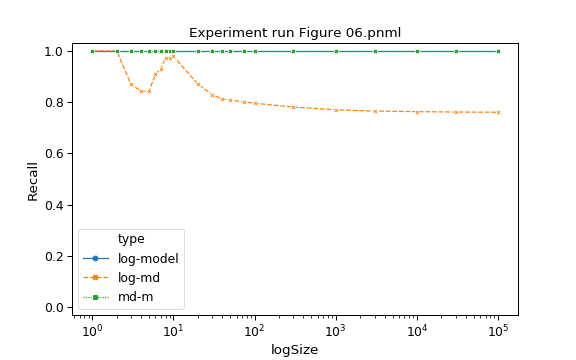 Experiment run Figure 06.pnml
1.0
0.8
0.6
0.4
0.2
0.0
Recall
type
log-model
log-md
md-m
10⁰ 10¹ 10² 10³ 10⁴ 10⁵
logSize